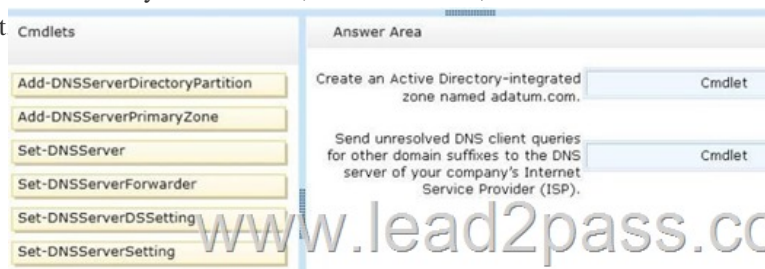 t
Cmdlets
Answer Area
Add-DNSServerDirectoryPartition
Add-DNSServerPrimaryZone
Set-DNSServer
Set-DNSServerForwarder
Set-DNSServerDSSetting
Set-DNSServerSetting
Create an Active Directory-integrated
zone named adatum.com.
Cmdlet
Send unresolved DNS client queries
for other domain suffixes to the DNS
server of your company's Internet
Service Provider (ISP).
Cmdlet
www.lead2pass.cc